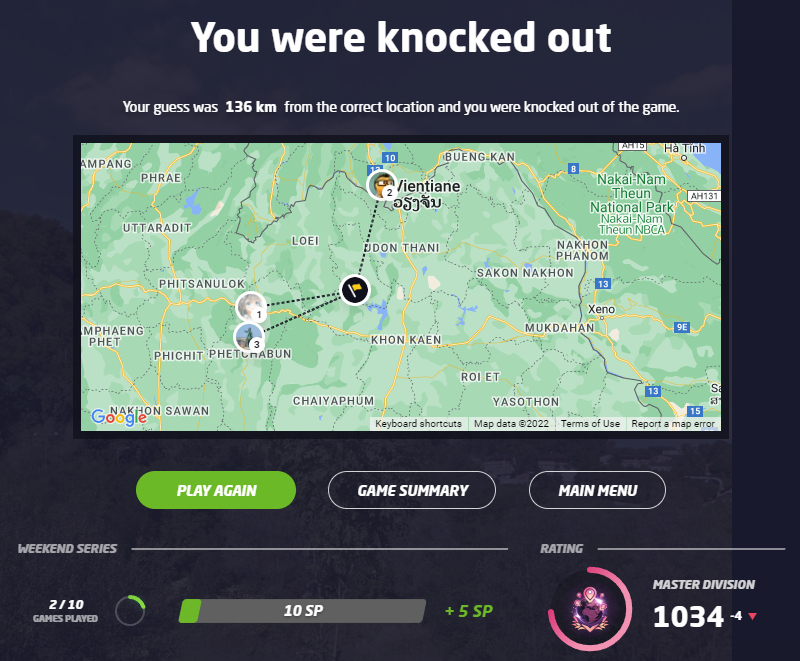 You were knocked out
Your guess was 136 km from the correct location and you were knocked out of the game.
AMPANG
PHRAE
UTTARADIT
LOEI
10
13
Vientiane
ວຽງຈັນ
BUENG KAN
8
AH15
Hà Tĩnh
Nakai-Nam
Theun
National Park
Nakai-Nam
Theun NBCA
AH131
UDON THANI
NAKHON
PHANOM
SAKON NAKHON
PHITSANULOK
13
1
2
3
AMPHAENG
PHET
PHICHIT
PHETCHABUN
KHON KAEN
Xeno
MUKDAHAN
9E
ROI ET
CHAIYAPHUM
YASOTHON
13
15
NAKHON SAWAN
Google
Keyboard shortcuts
Map data ©2022
Terms of Use
Report a map error
PLAY AGAIN
GAME SUMMARY
MAIN MENU
WEEKEND SERIES
RATING
2 / 10
GAMES PLAYED
10 SP
+ 5 SP
MASTER DIVISION
1034 -4